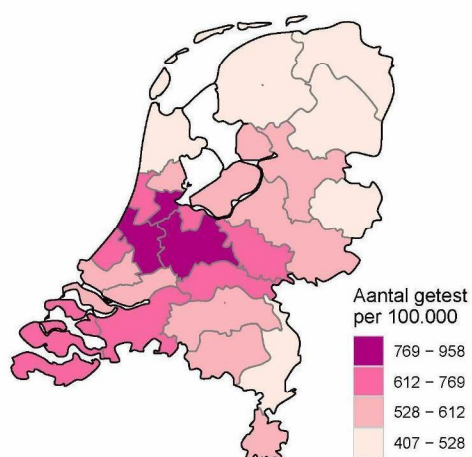 Aantal getest
per 100.000
769 – 958
612 – 769
528 – 612
407 – 528